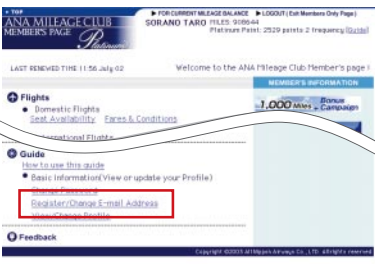 TOP
ANA MILEAGE CLUB
MEMBER'S PAGE
Platinum
FOR CURRENT MILEAGE BALANCE
LOGOUT ( Exit Members Only Page )
SORANO TARO MILES 908644
Platinum Point: 2529 points 2 frequency [Guide]
LAST RENEWED TIME 11:56 July-02
Welcome to the ANA Mileage Club Member's page !
MEMBER'S INFORMATION
1,000 Miles Bonus Campaign
Flights
Domestic Flights
Seat Availability Fares & Conditions
International Flights
Guide
How to use this guide
Basic Information(View or update your Profile)
Change Password
Register/Change E-mail Address
View/Change Profile
Feedback
Copyright ©2003 All Nippon Airways Co.,LTD. All rights reserved